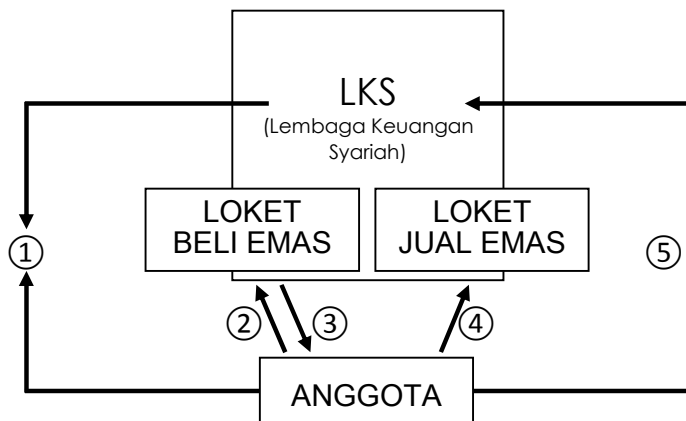 LKS
(Lembaga Keuangan
Syariah)
LOKET
BELI EMAS
LOKET
JUAL EMAS
①
⑤
②
③
④
ANGGOTA